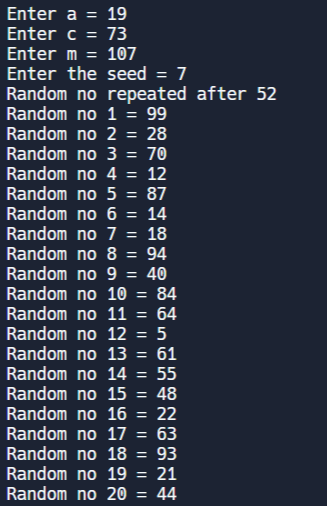 Enter a = 19
Enter c = 73
Enter m = 107
Enter the seed = 7
Random no repeated after 52
Random no 1 = 99
Random no 2 = 28
Random no 3 = 70
Random no 4 = 12
Random no 5 = 87
Random no 6 = 14
Random no 7 = 18
Random no 8 = 94
Random no 9 = 40
Random no 10 = 84
Random no 11 = 64
Random no 12 = 5
Random no 13 = 61
Random no 14 = 55
Random no 15 = 48
Random no 16 = 22
Random no 17 = 63
Random no 18 = 93
Random no 19 = 21
Random no 20 = 44